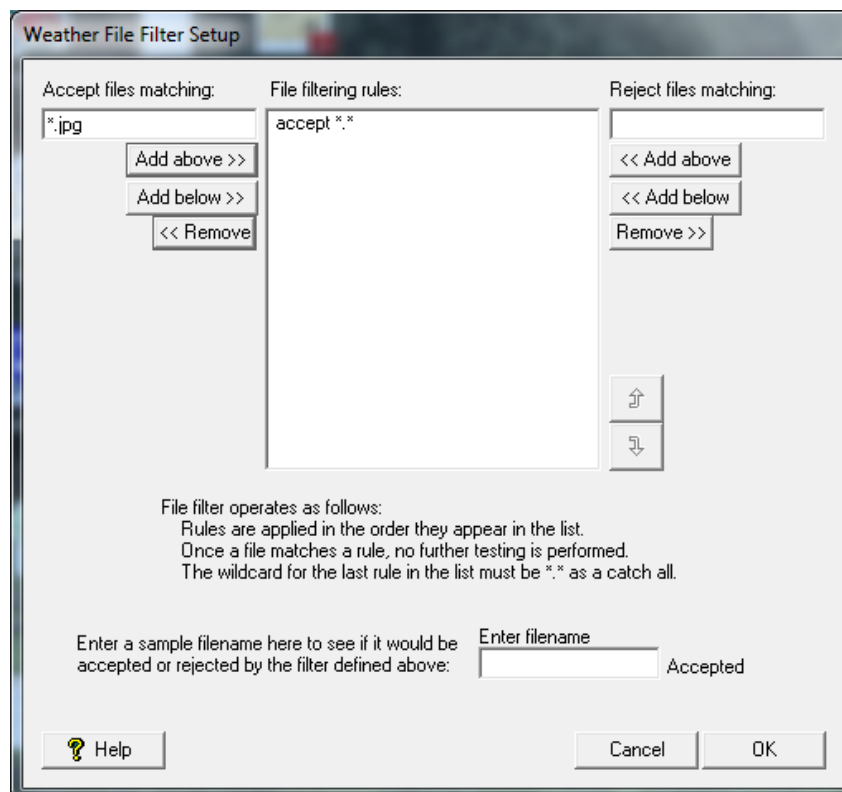 Weather File Filter Setup
Accept files matching:
File filtering rules:
Reject files matching:
*.jpg
accept *.*
Add above >>
<< Add above
Add below >>
<< Add below
<< Remove
Remove >>
File filter operates as follows:
Rules are applied in the order they appear in the list.
Once a file matches a rule, no further testing is performed.
The wildcard for the last rule in the list must be *.* as a catch all.
Enter a sample filename here to see if it would be
accepted or rejected by the filter defined above:
Enter filename
Accepted
Help
Cancel
OK